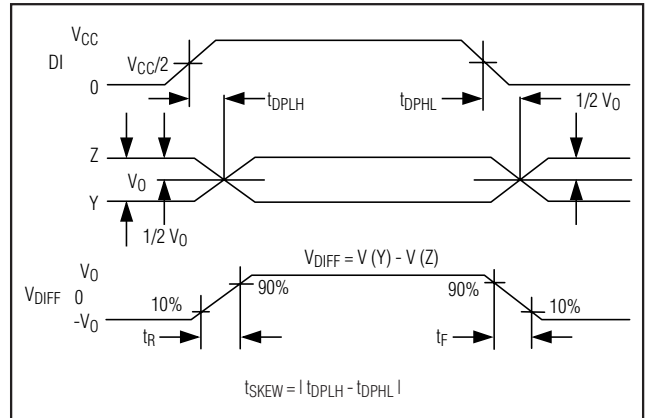 VCC
DI
VCC/2
0
tDPLH
tDPHL
1/2 VO
Z
VO
Y
1/2 VO
VDIFF = V (Y) - V (Z)
VO
VDIFF 0
-VO
10%
90%
90%
10%
tR
tF
tSKEW = | tDPLH - tDPHL |